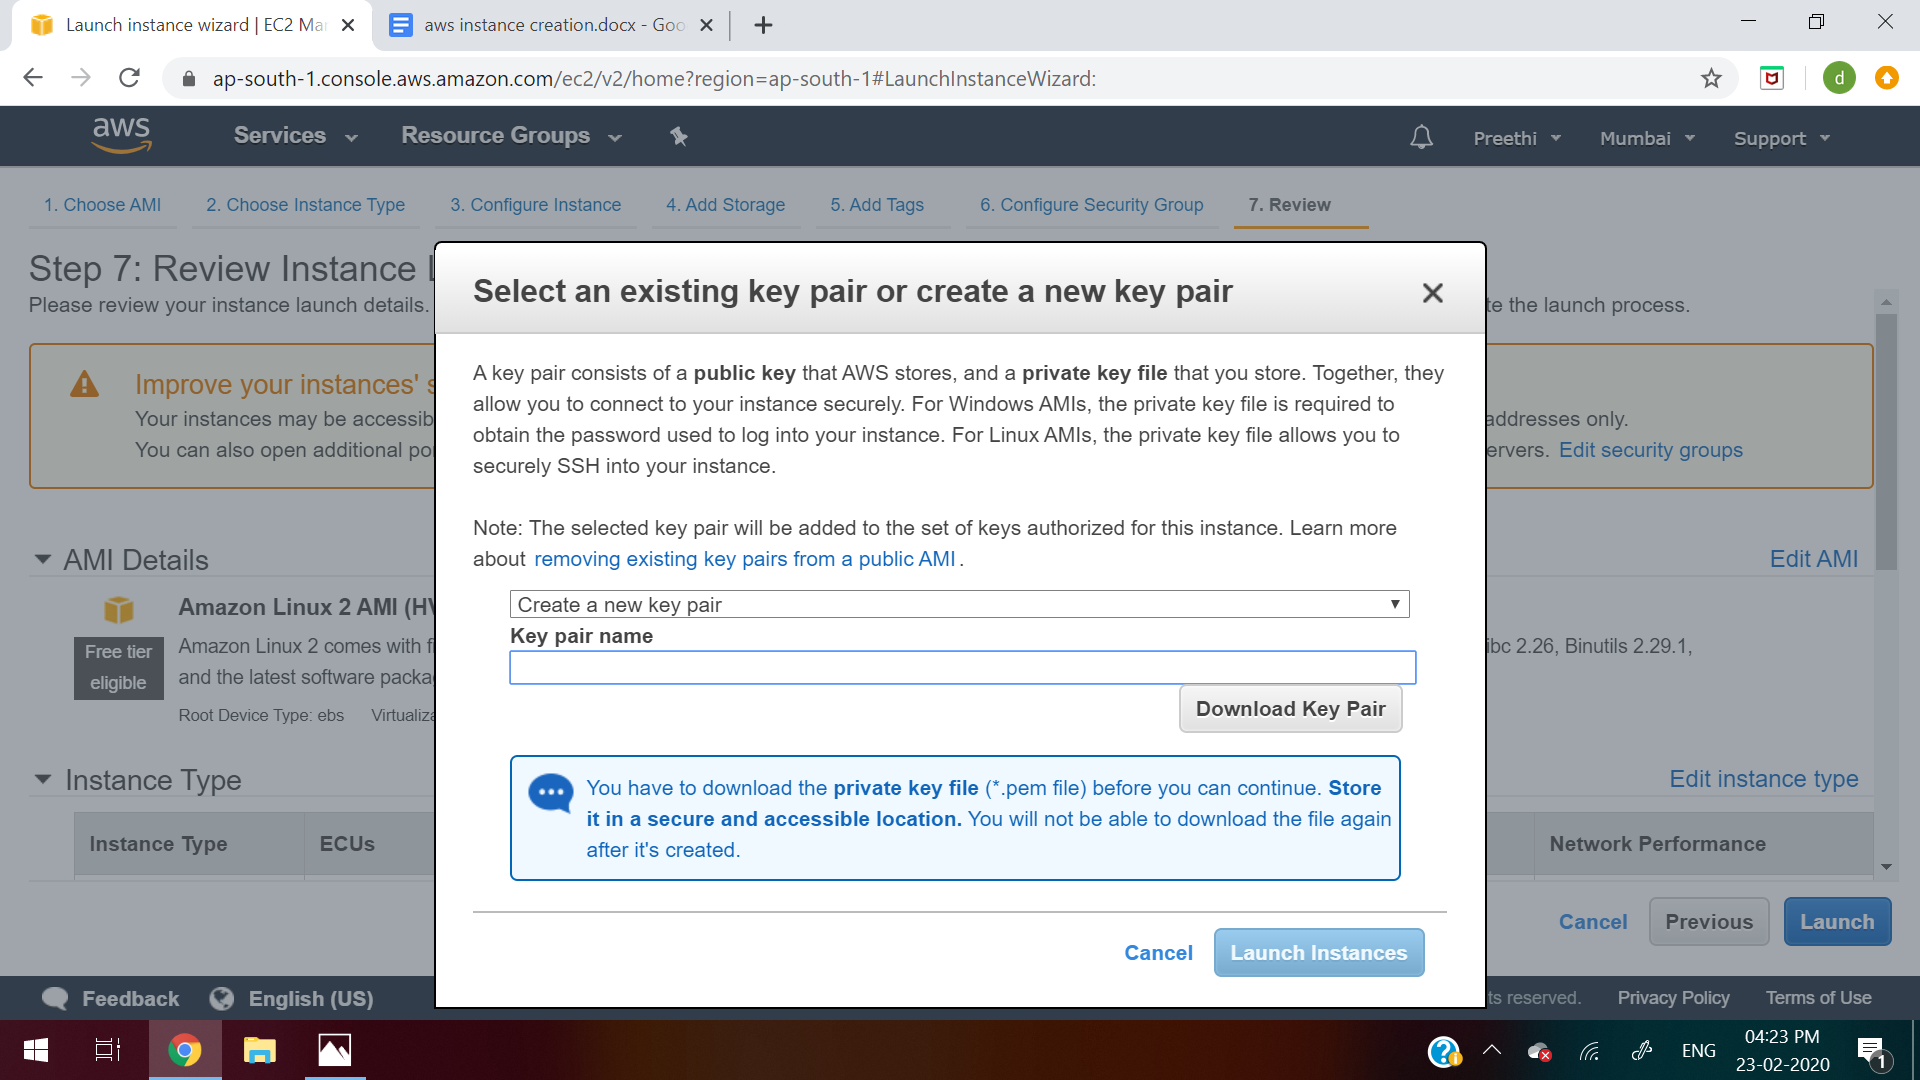 Launch instance wizard | EC2 Ma
aws instance creation.docx - Goo
ap-south-1.console.aws.amazon.com/ec2/v2/home?region=ap-south-1#LaunchInstanceWizard:
d
aws
Services
Resource Groups
Preethi
Mumbai
Support
1. Choose AMI
2. Choose Instance Type
3. Configure Instance
4. Add Storage
5. Add Tags
6. Configure Security Group
7. Review
Step 7: Review Instance L
Please review your instance launch details.
te the launch process.
Improve your instances' s
Your instances may be accessib
addresses only.
You can also open additional po
ervers. Edit security groups
AMI Details
Edit AMI
Amazon Linux 2 AMI (HV
Free tier
eligible
Amazon Linux 2 comes with fi
ibc 2.26, Binutils 2.29.1,
and the latest software packa
Root Device Type: ebs Virtualiza
Instance Type
Edit instance type
Instance Type
ECUs
Network Performance
Cancel
Previous
Launch
Select an existing key pair or create a new key pair
A key pair consists of a public key that AWS stores, and a private key file that you store. Together, they
allow you to connect to your instance securely. For Windows AMIs, the private key file is required to
obtain the password used to log into your instance. For Linux AMIs, the private key file allows you to
securely SSH into your instance.
Note: The selected key pair will be added to the set of keys authorized for this instance. Learn more
about removing existing key pairs from a public AMI .
Create a new key pair
Key pair name
Download Key Pair
You have to download the private key file (*.pem file) before you can continue. Store
it in a secure and accessible location. You will not be able to download the file again
after it's created.
Cancel
Launch Instances
Feedback
English (US)
ts reserved.
Privacy Policy
Terms of Use
ENG
04:23 PM
23-02-2020
1